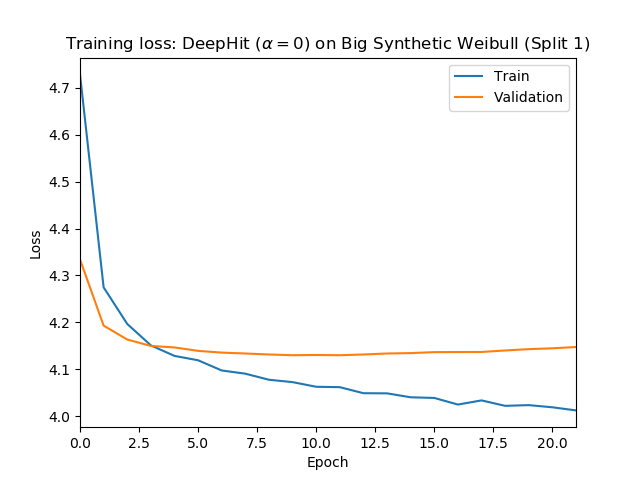 Training loss: DeepHit (α = 0) on Big Synthetic Weibull (Split 1)
Train
Validation
4.7
4.6
4.5
4.4
4.3
4.2
4.1
4.0
Loss
0.0 2.5 5.0 7.5 10.0 12.5 15.0 17.5 20.0
Epoch